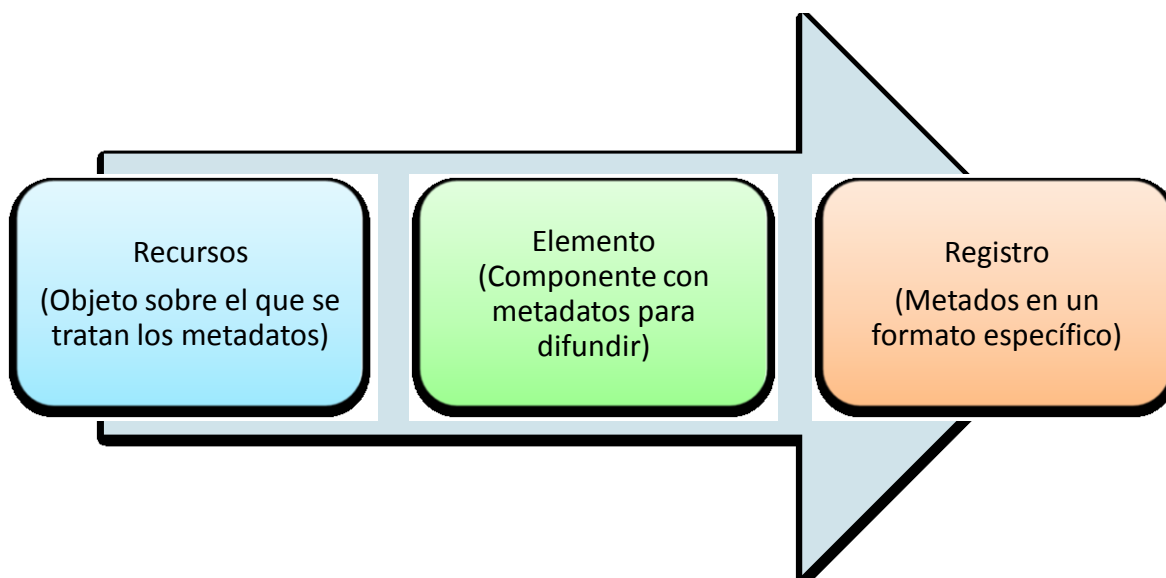 Recursos
(Objeto sobre el que se
tratan los metadatos)
Elemento
(Componente con
metadatos para
difundir)
Registro
(Metados en un
formato específico)